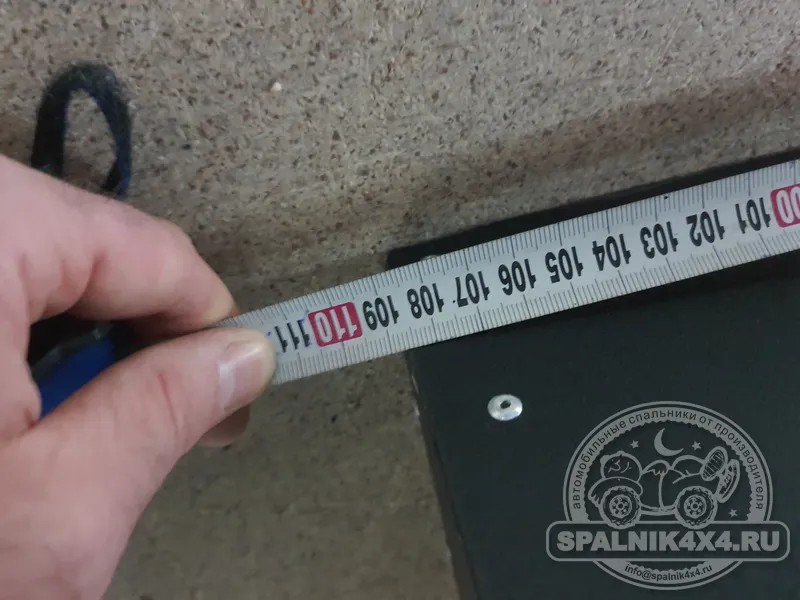 111 110 109 108 107 106 105 104 103 102 101 100
автомобильные спальники от производителя
SPALNIK4X4.RU
info@spalnik4x4.ru